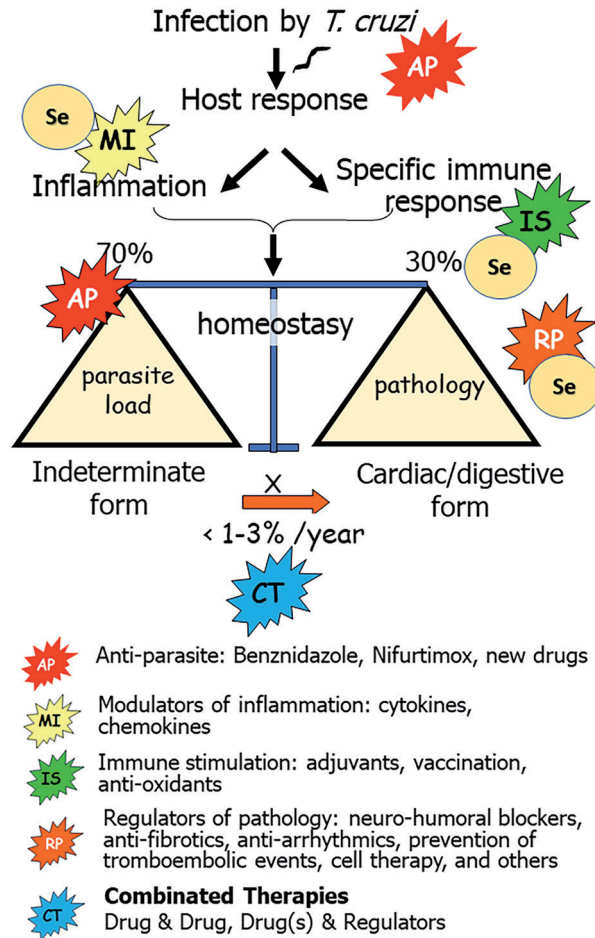 Infection by T. cruzi
AP
Host response
Se
MI
Inflammation
Specific immune
response
IS
Se
70%
30%
AP
homeostasy
RP
Se
parasite
load
pathology
Indeterminate
form
Cardiac/digestive
form
X
< 1-3% /year
CT
AP Anti-parasite: Benznidazole, Nifurtimox, new drugs
MI Modulators of inflammation: cytokines,
chemokines
IS Immune stimulation: adjuvants, vaccination,
anti-oxidants
RP Regulators of pathology: neuro-humoral blockers,
anti-fibrotics, anti-arrhythmics, prevention of
tromboembolic events, cell therapy, and others
CT Combined Therapies
Drug & Drug, Drug(s) & Regulators